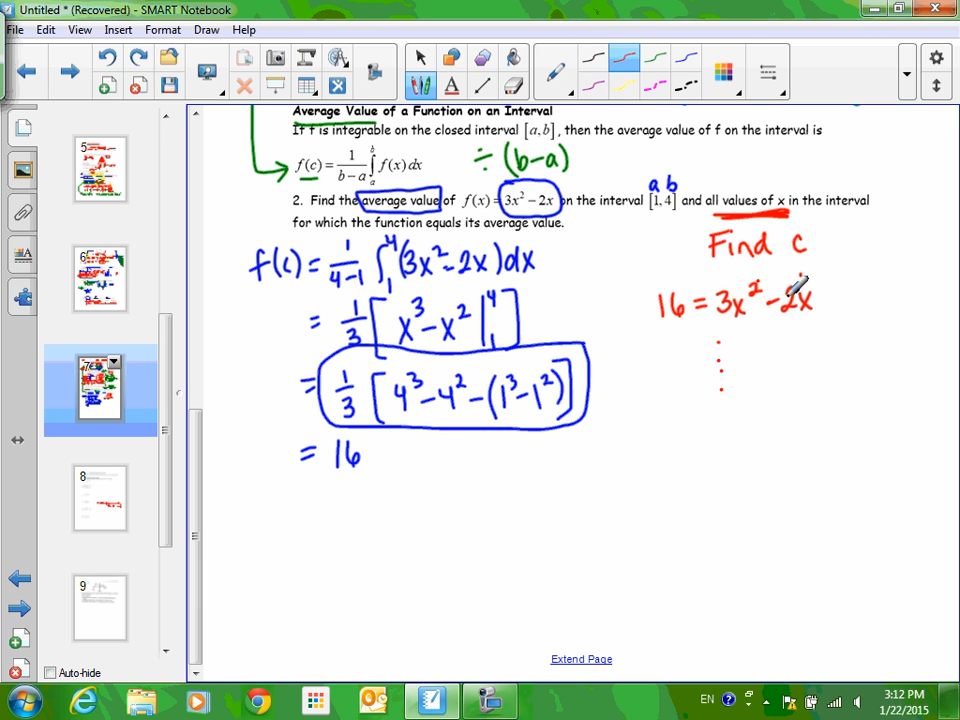 Untitled * (Recovered) - SMART Notebook
File Edit View Insert Format Draw Help
Average Value of a Function on an Interval
If f is integrable on the closed interval [a,b], then the average value of f on the interval is
f(c) = 1/(b-a) ∫_a^b f(x)dx ÷ (b-a)
a b
2. Find the average value of f(x) = 3x² - 2x on the interval [1,4] and all values of x in the interval
for which the function equals its average value.
Find c
f(c) = 1/(4-1) ∫_1^4 (3x² - 2x)dx
16 = 3x² - 2x
= 1/3 [x³ - x² |_1^4]
= 1/3 [4³ - 4² - (1³ - 1²)]
= 16
5
6
7
8
9
Auto-hide
Extend Page
EN
3:12 PM
1/22/2015